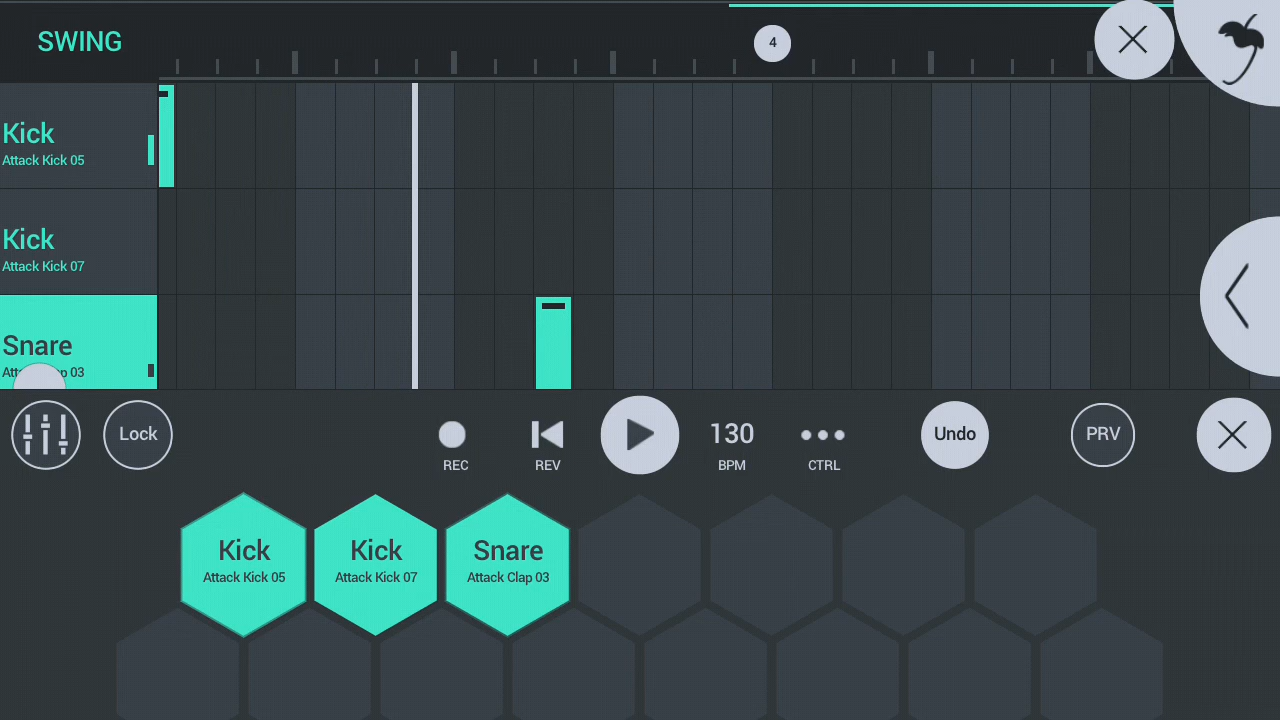 SWING
4
Kick
Attack Kick 05
Kick
Attack Kick 07
Snare
03
Lock
REC
REV
130
BPM
CTRL
Undo
PRV
Kick
Attack Kick 05
Kick
Attack Kick 07
Snare
Attack Clap 03